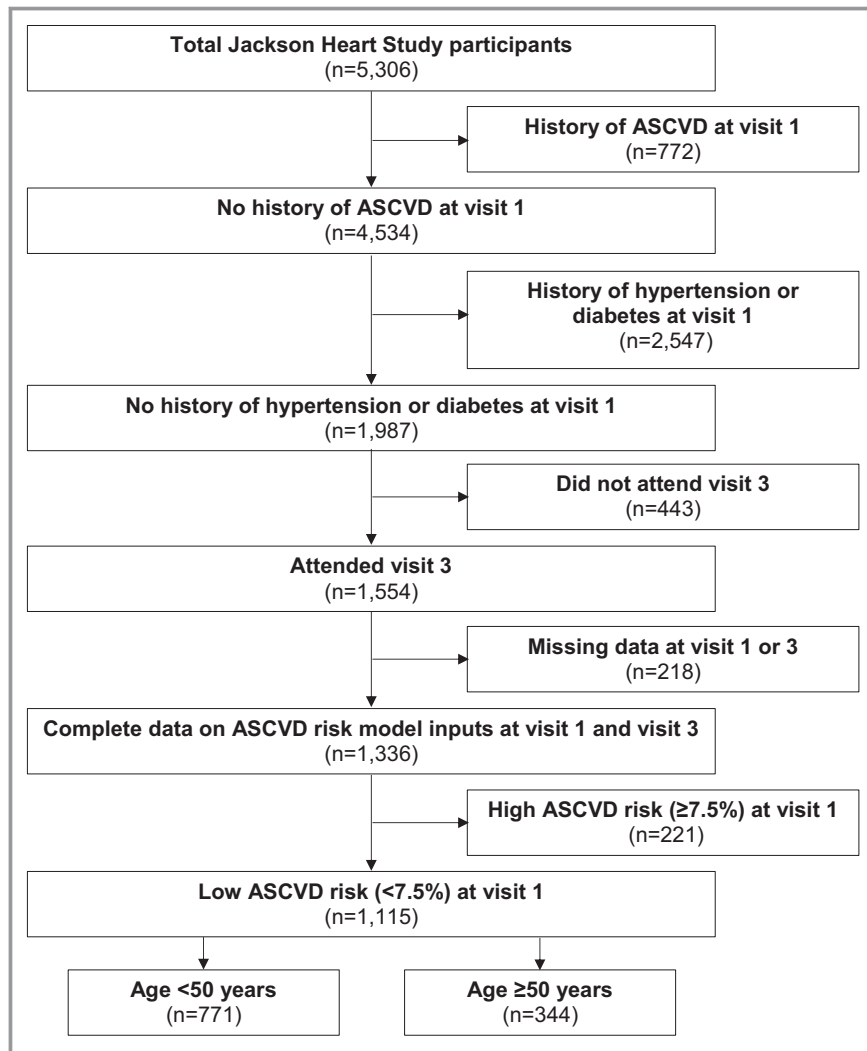 Total Jackson Heart Study participants
(n=5,306)
History of ASCVD at visit 1
(n=772)
No history of ASCVD at visit 1
(n=4,534)
History of hypertension or
diabetes at visit 1
(n=2,547)
No history of hypertension or diabetes at visit 1
(n=1,987)
Did not attend visit 3
(n=443)
Attended visit 3
(n=1,554)
Missing data at visit 1 or 3
(n=218)
Complete data on ASCVD risk model inputs at visit 1 and visit 3
(n=1,336)
High ASCVD risk (≥7.5%) at visit 1
(n=221)
Low ASCVD risk (<7.5%) at visit 1
(n=1,115)
Age <50 years
(n=771)
Age ≥50 years
(n=344)